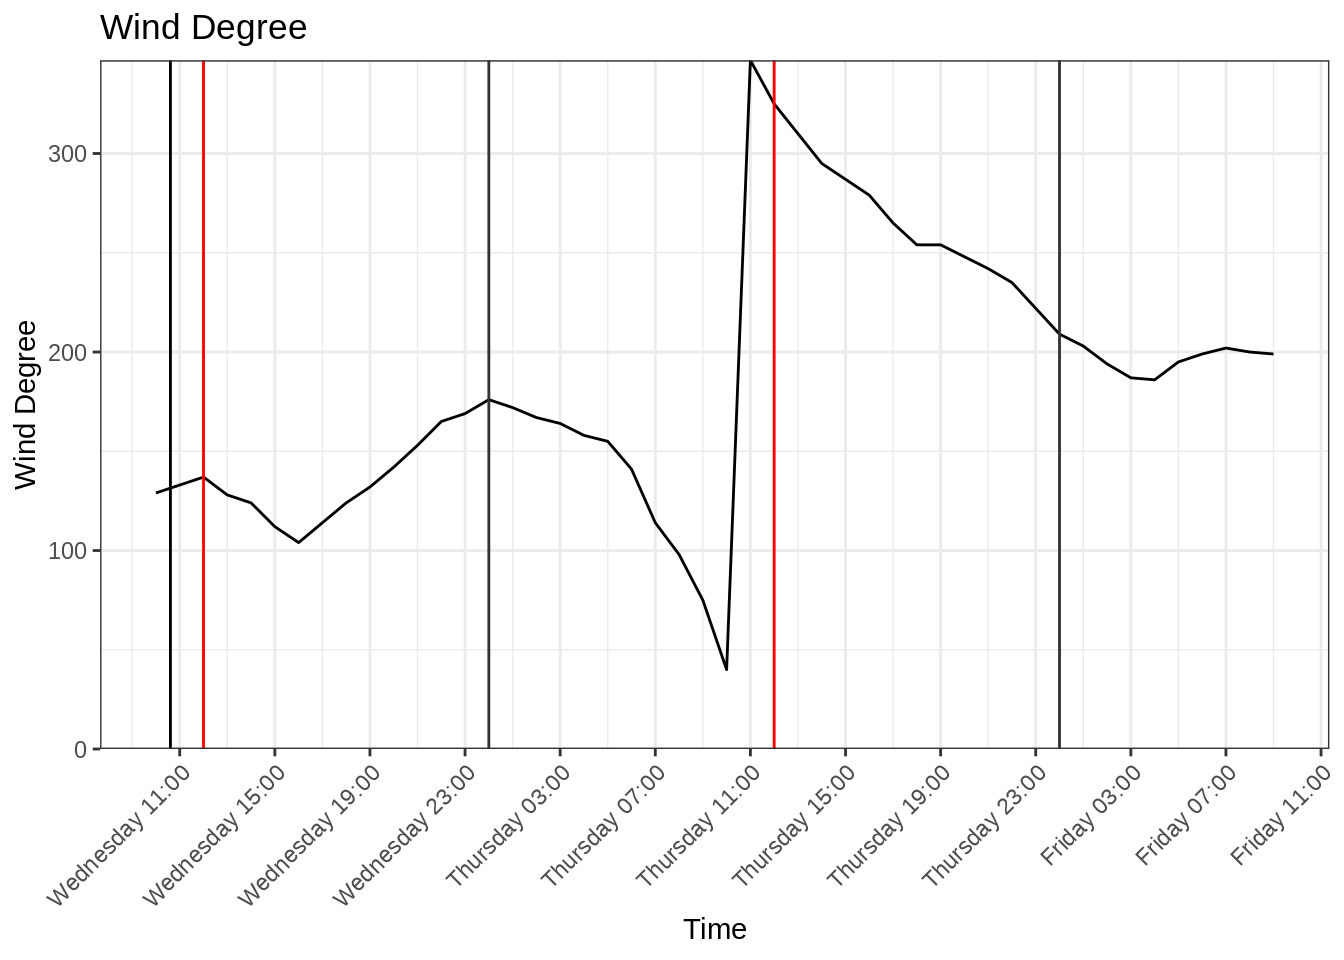 Wind Degree
Wind Degree
300
200
100
0
Wednesday 11:00
Wednesday 15:00
Wednesday 19:00
Wednesday 23:00
Thursday 03:00
Thursday 07:00
Thursday 11:00
Thursday 15:00
Thursday 19:00
Thursday 23:00
Friday 03:00
Friday 07:00
Friday 11:00
Time